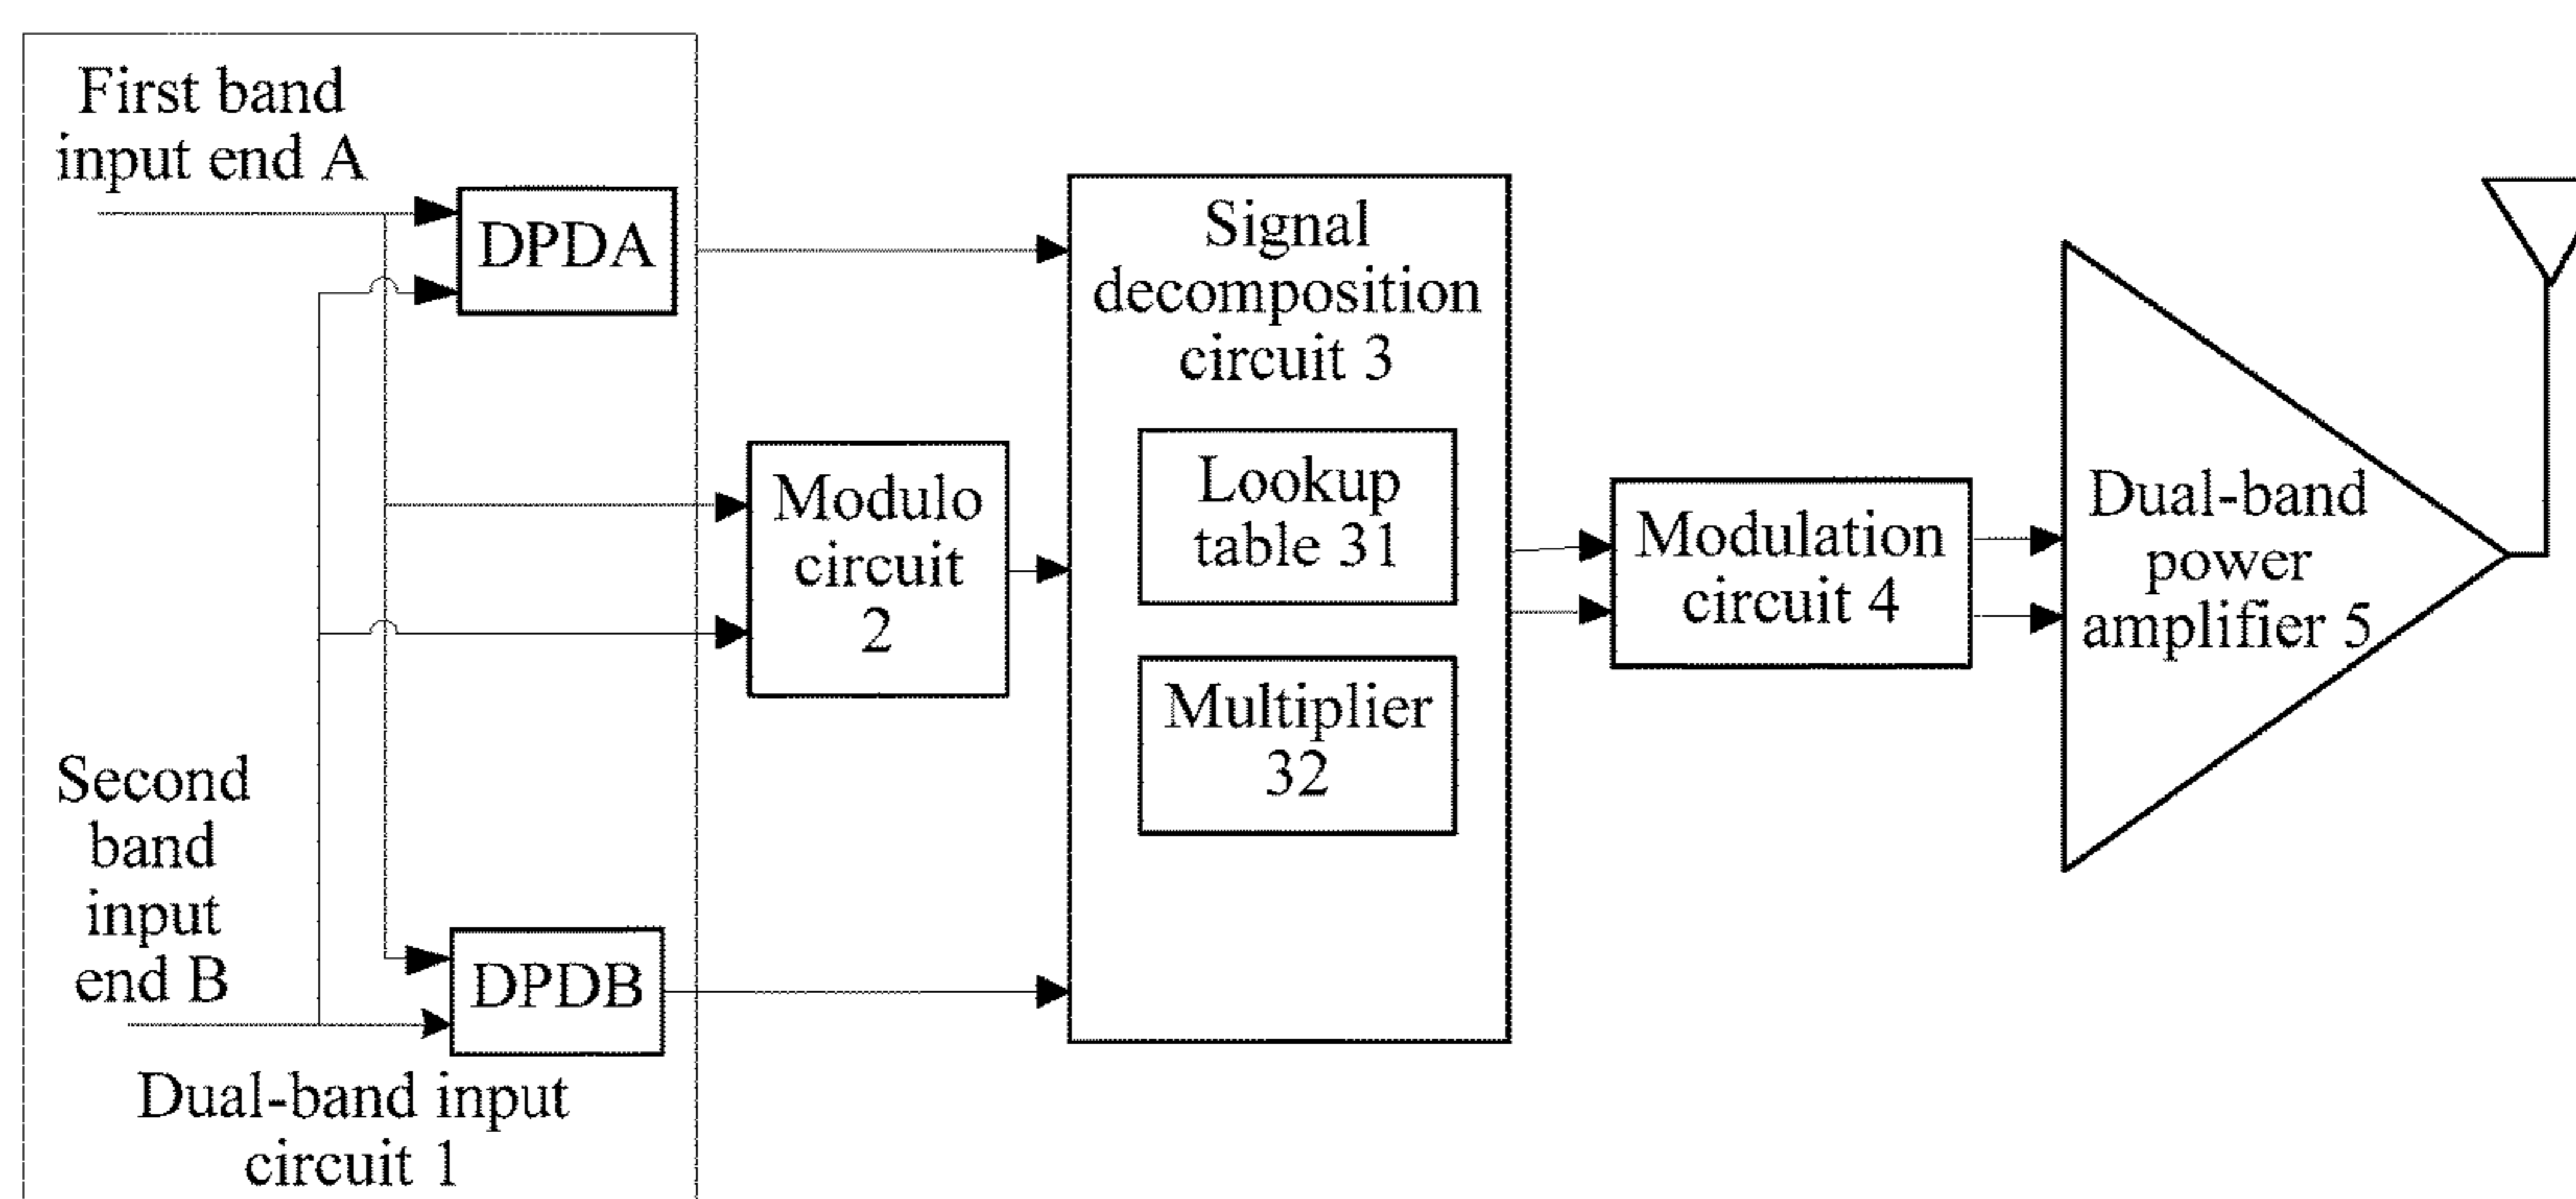 First band
input end A
DPDA
Signal
decomposition
circuit 3
Lookup
table 31
Multiplier
32
Modulo
circuit
2
Modulation
circuit 4
Dual-band
power
amplifier 5
Second
band
input
end B
DPDB
Dual-band input
circuit 1